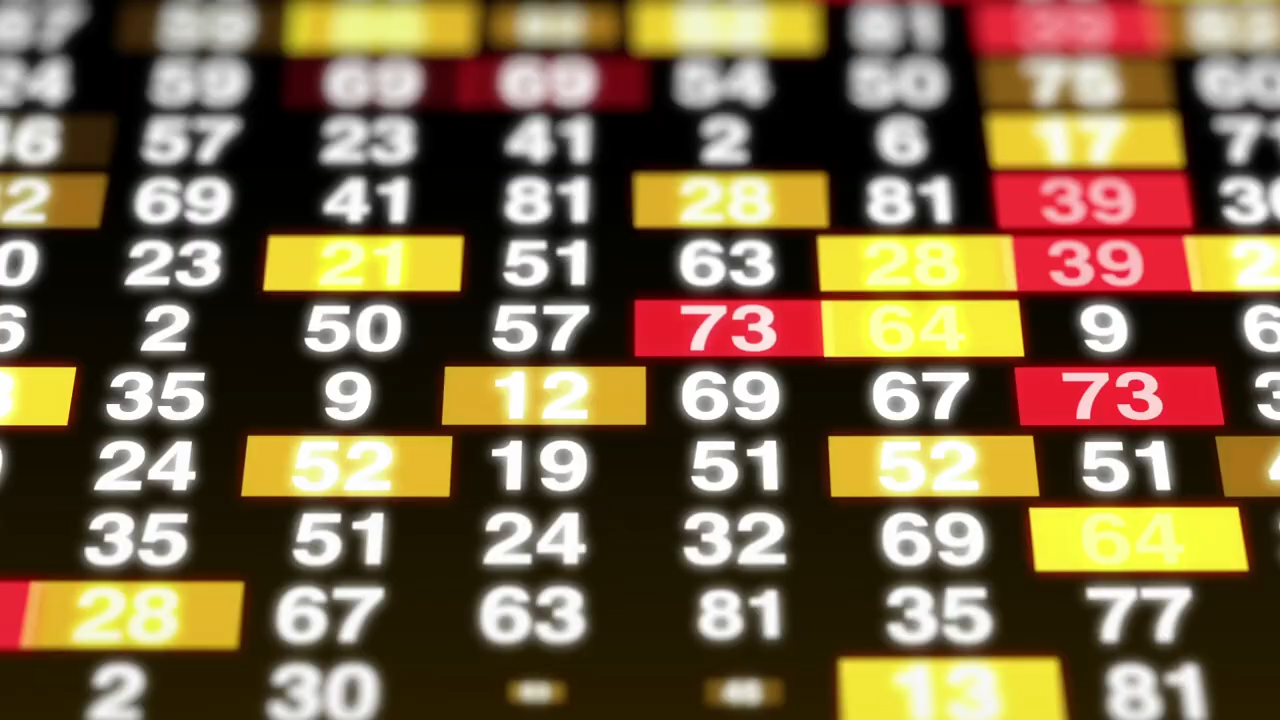 59 81
24 59 69 69 54 50 75 60
57 23 41 2 6 17
69 41 81 28 81 39
23 21 51 63 28 39
2 50 57 73 64 9
35 9 12 69 67 73
24 52 19 51 52 51
35 51 24 32 69 64
28 67 63 81 35 77
2 30 13 81